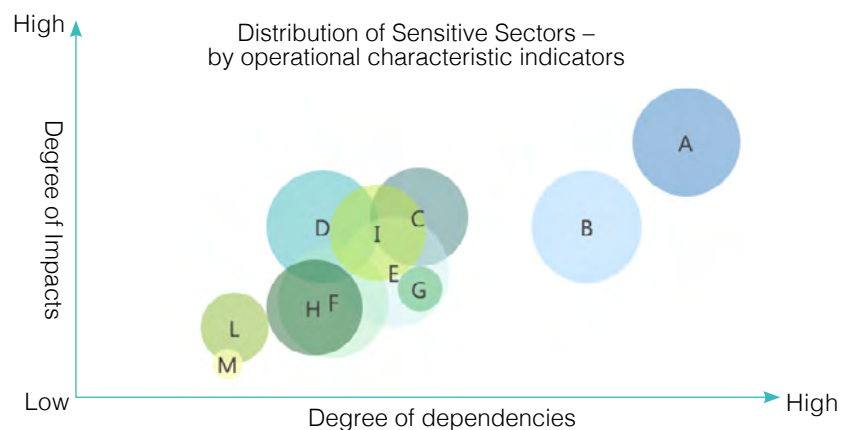 High
Distribution of Sensitive Sectors –
by operational characteristic indicators
Degree of Impacts
A
D
I
C
B
E
G
H
F
L
M
Low
Degree of dependencies
High